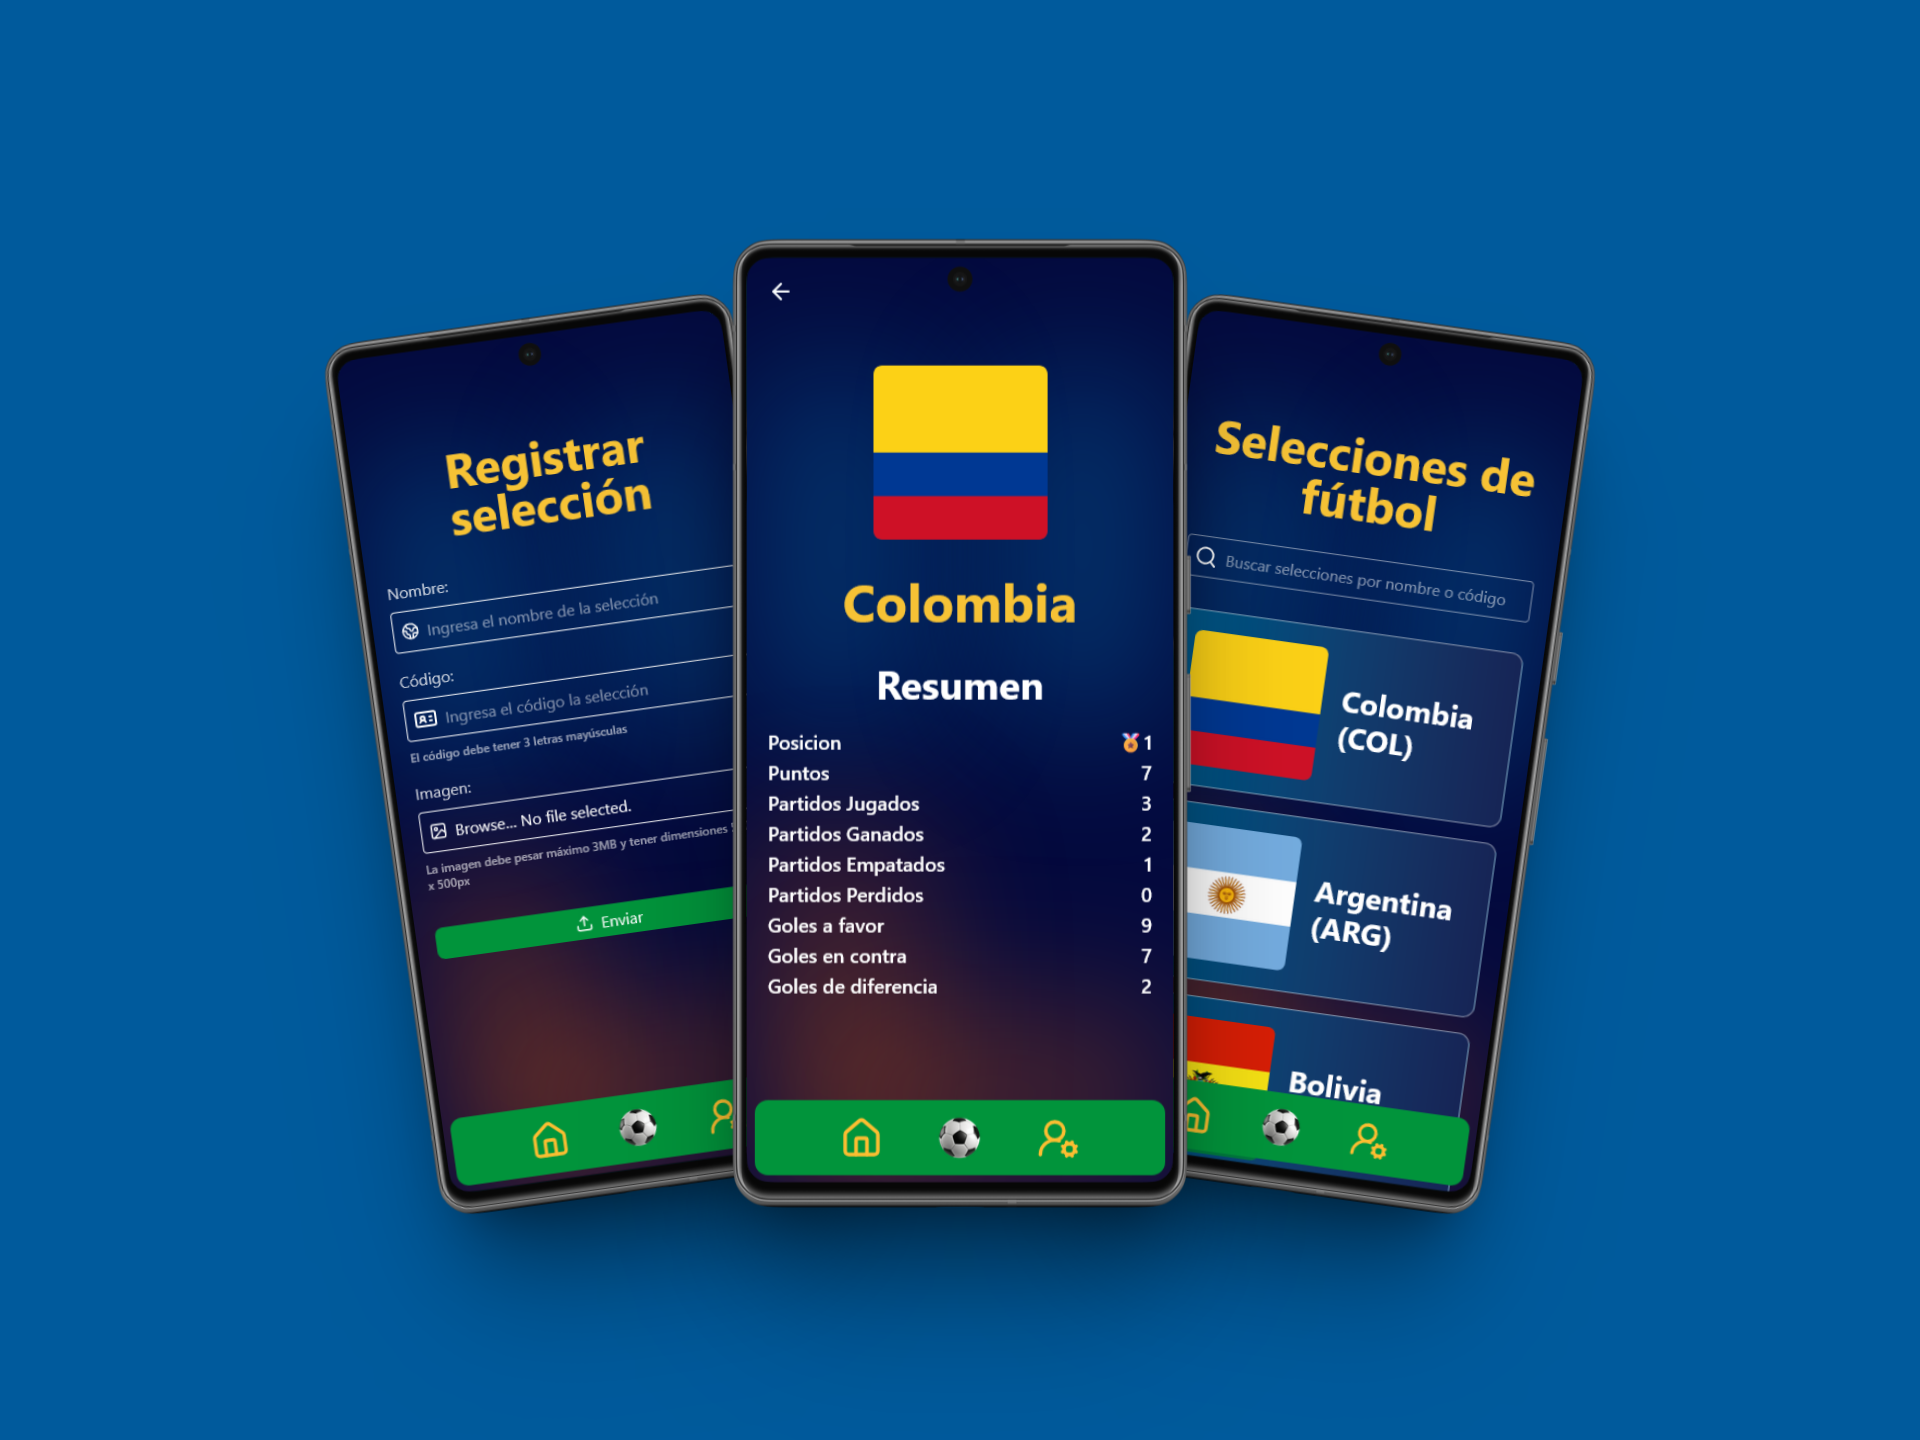 Registrar
selección
Nombre:
Ingresa el nombre de la selección
Código:
Ingresa el código la selección
El código debe tener 3 letras mayúsculas
Imagen:
Browse... No file selected.
La imagen debe pesar máximo 3MB y tener dimensiones
x 500px
Enviar
Colombia
Resumen
Posicion 🏅1
Puntos 7
Partidos Jugados 3
Partidos Ganados 2
Partidos Empatados 1
Partidos Perdidos 0
Goles a favor 9
Goles en contra 7
Goles de diferencia 2
Selecciones de
fútbol
Buscar selecciones por nombre o código
Colombia
(COL)
Argentina
(ARG)
Bolivia